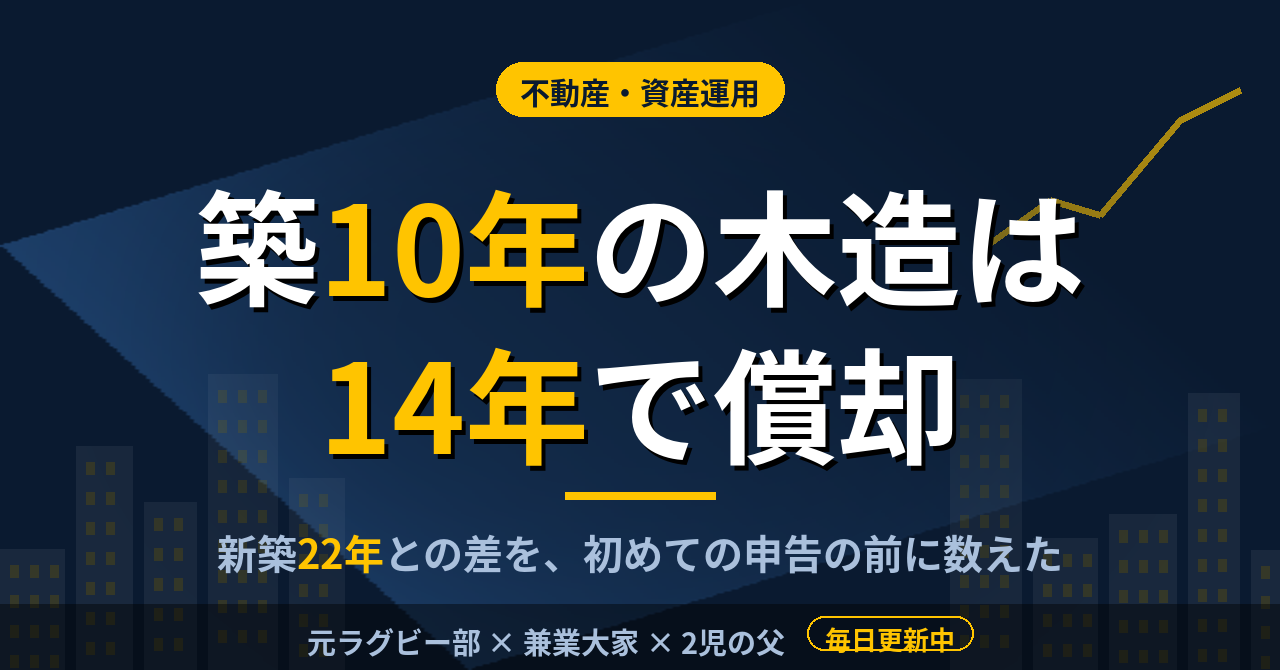 不動産・資産運用
築10年の木造は
14年で償却
新築22年との差を、初めての申告の前に数えた
元ラグビー部 × 兼業大家 × 2児の父 毎日更新中